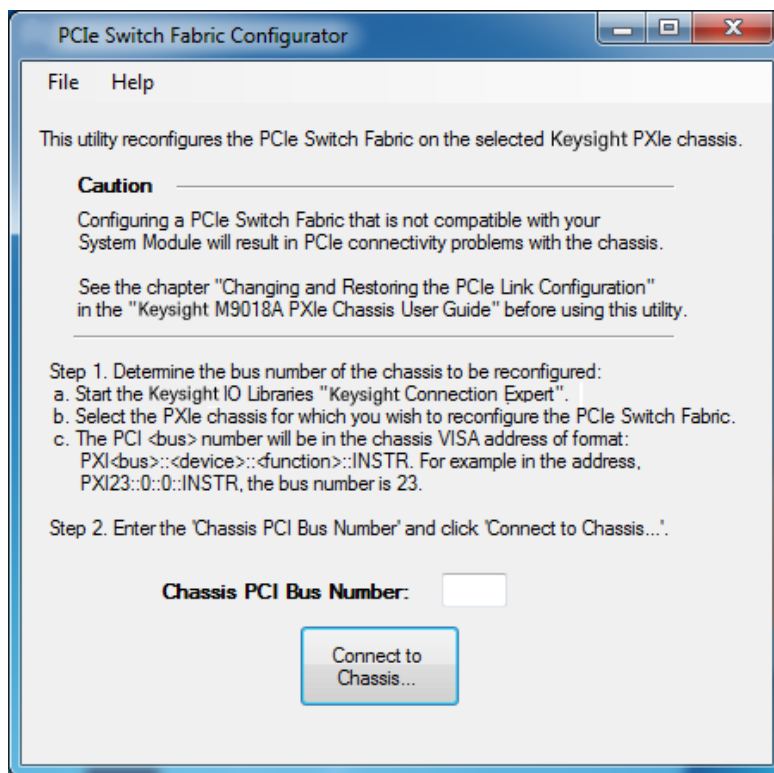 PCIe Switch Fabric Configurator
File Help
This utility reconfigures the PCIe Switch Fabric on the selected Keysight PXIe chassis.
Caution
Configuring a PCIe Switch Fabric that is not compatible with your
System Module will result in PCIe connectivity problems with the chassis.
See the chapter "Changing and Restoring the PCIe Link Configuration"
in the "Keysight M9018A PXIe Chassis User Guide" before using this utility.
Step 1. Determine the bus number of the chassis to be reconfigured:
a. Start the Keysight IO Libraries "Keysight Connection Expert".
b. Select the PXIe chassis for which you wish to reconfigure the PCIe Switch Fabric.
c. The PCI <bus> number will be in the chassis VISA address of format:
PXI<bus>::<device>::<function>::INSTR. For example in the address,
PXI23::0::0::INSTR, the bus number is 23.
Step 2. Enter the 'Chassis PCI Bus Number' and click 'Connect to Chassis...'.
Chassis PCI Bus Number:
Connect to
Chassis...